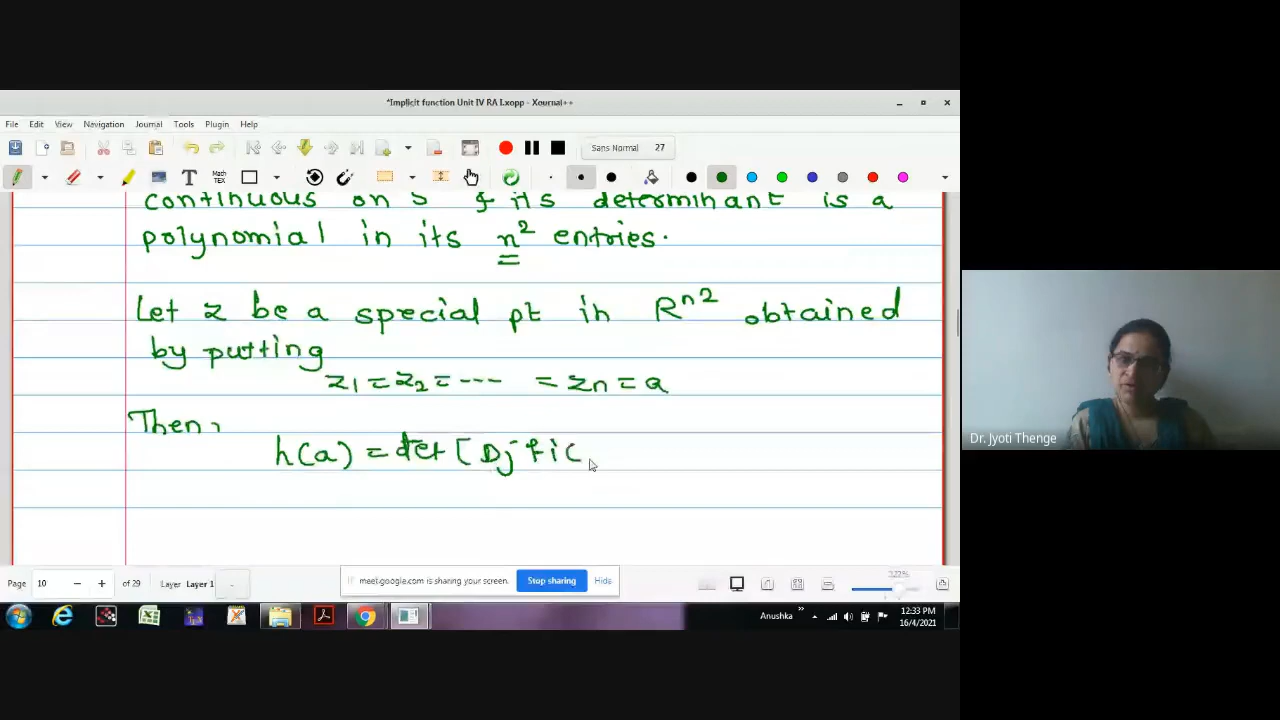 *Implicit function Unit IV RA I.xopp - Xournal++
File Edit View Navigation Journal Tools Plugin Help
Sans Normal 27
continuous on S & its determinant is a
polynomial in its n² entries.
Let z be a special pt in R^n2 obtained
by putting
z1 = z2 = --- = zn = a
Then,
h(a) = det [Dj fi(
Dr. Jyoti Thenge
Page 10 of 29 Layer Layer 1
meet.google.com is sharing your screen. Stop sharing Hide
Anushka
12:33 PM
16/4/2021